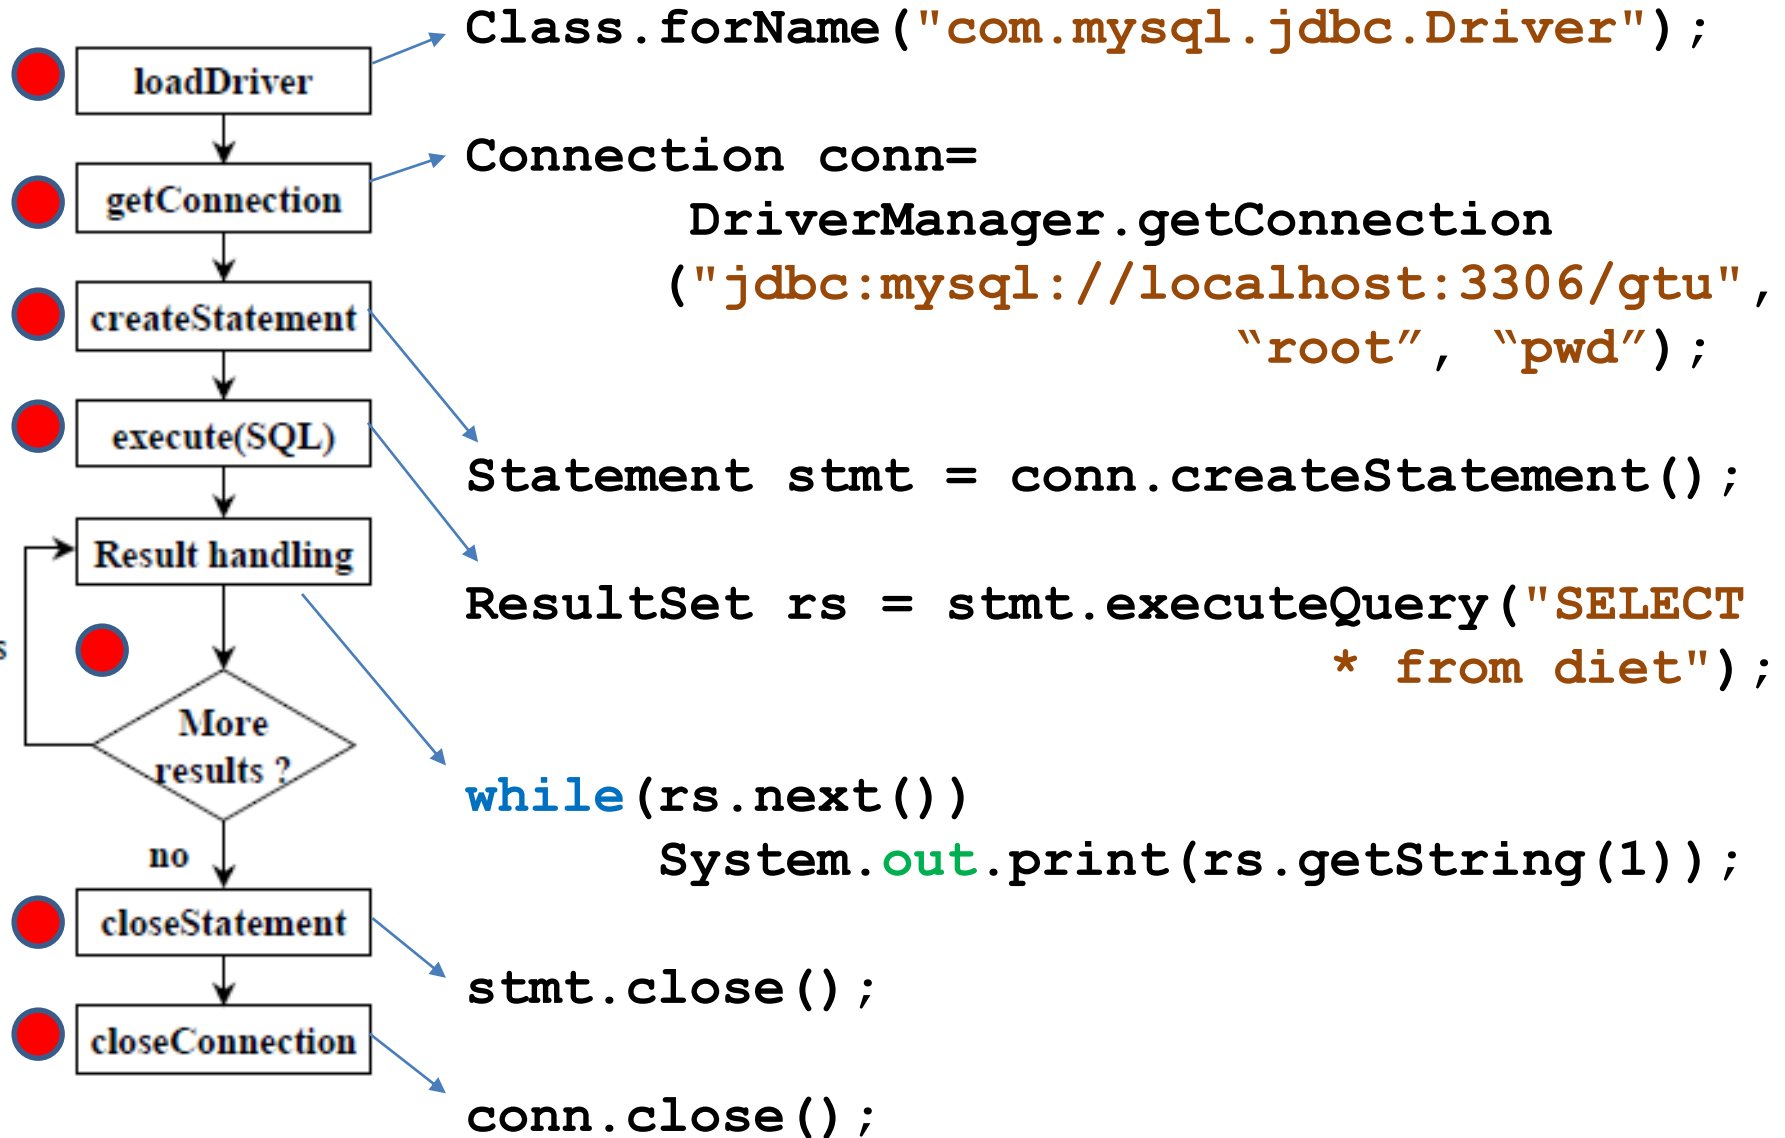 loadDriver
getConnection
createStatement
execute(SQL)
Result handling
More
results ?
no
closeStatement
closeConnection
Class.forName("com.mysql.jdbc.Driver");
Connection conn=
DriverManager.getConnection
("jdbc:mysql://localhost:3306/gtu",
“root”, “pwd”);
Statement stmt = conn.createStatement();
ResultSet rs = stmt.executeQuery("SELECT
* from diet");
while(rs.next())
System.out.print(rs.getString(1));
stmt.close();
conn.close();